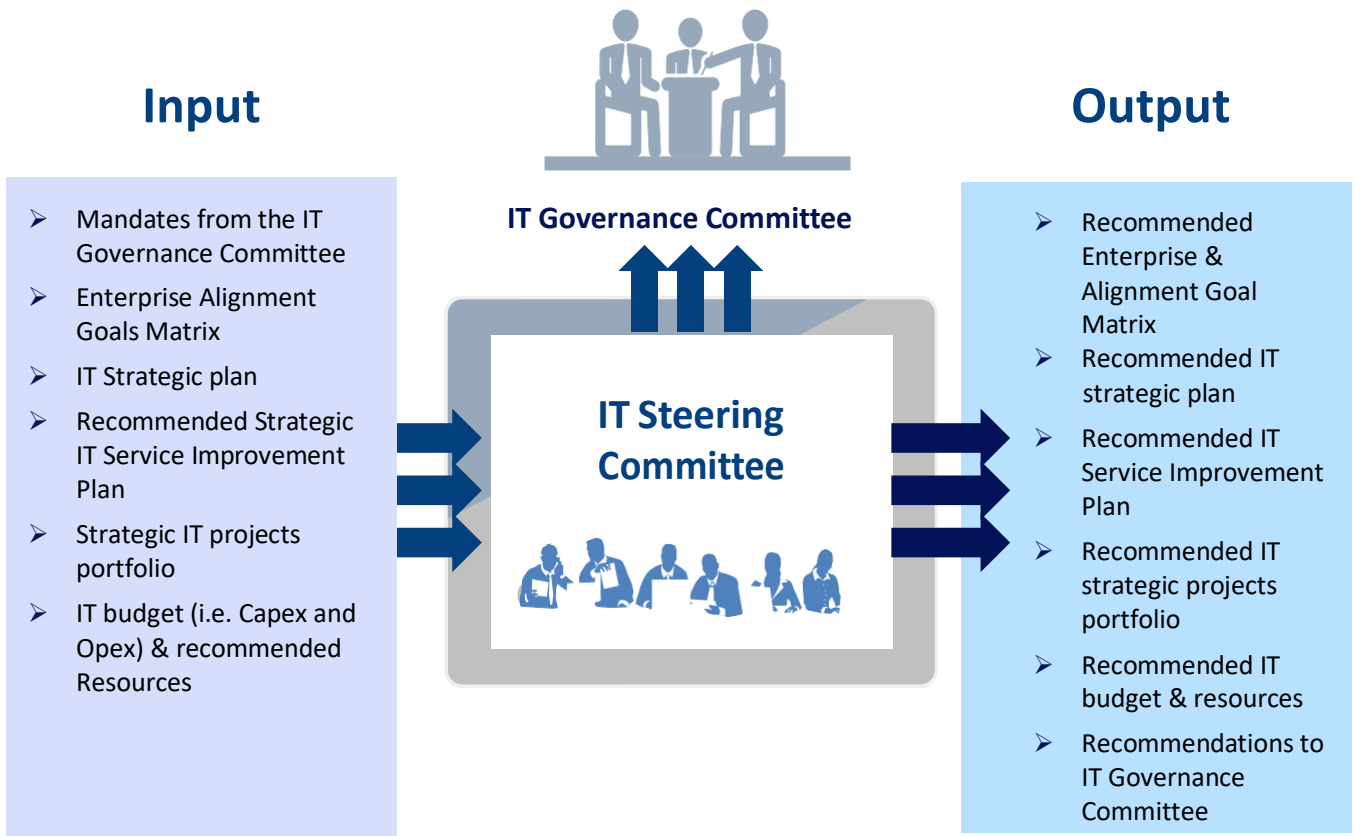 Input
Mandates from the IT
Governance Committee
Enterprise Alignment
Goals Matrix
IT Strategic plan
Recommended Strategic
IT Service Improvement
Plan
Strategic IT projects
portfolio
IT budget (i.e. Capex and
Opex) & recommended
Resources
IT Governance Committee
IT Steering
Committee
Output
Recommended
Enterprise &
Alignment Goal
Matrix
Recommended IT
strategic plan
Recommended IT
Service Improvement
Plan
Recommended IT
strategic projects
portfolio
Recommended IT
budget & resources
Recommendations to
IT Governance
Committee